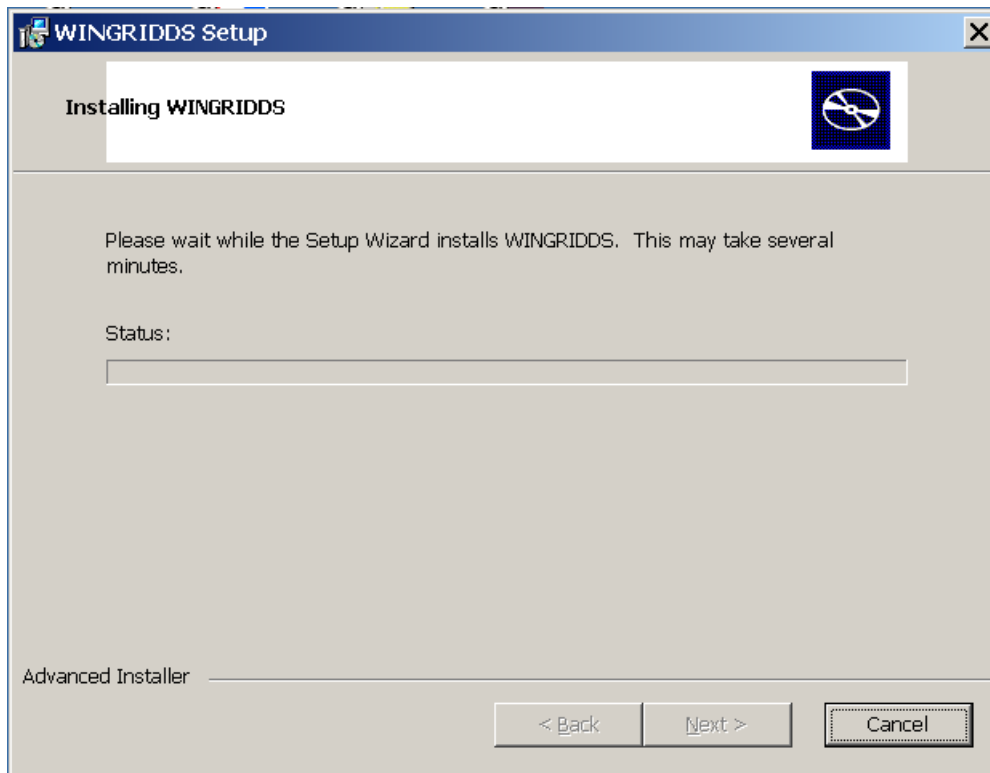 WINGRIDDS Setup
Installing WINGRIDDS
Please wait while the Setup Wizard installs WINGRIDDS.  This may take several
minutes.
Status:
Advanced Installer
< Back
Next >
Cancel